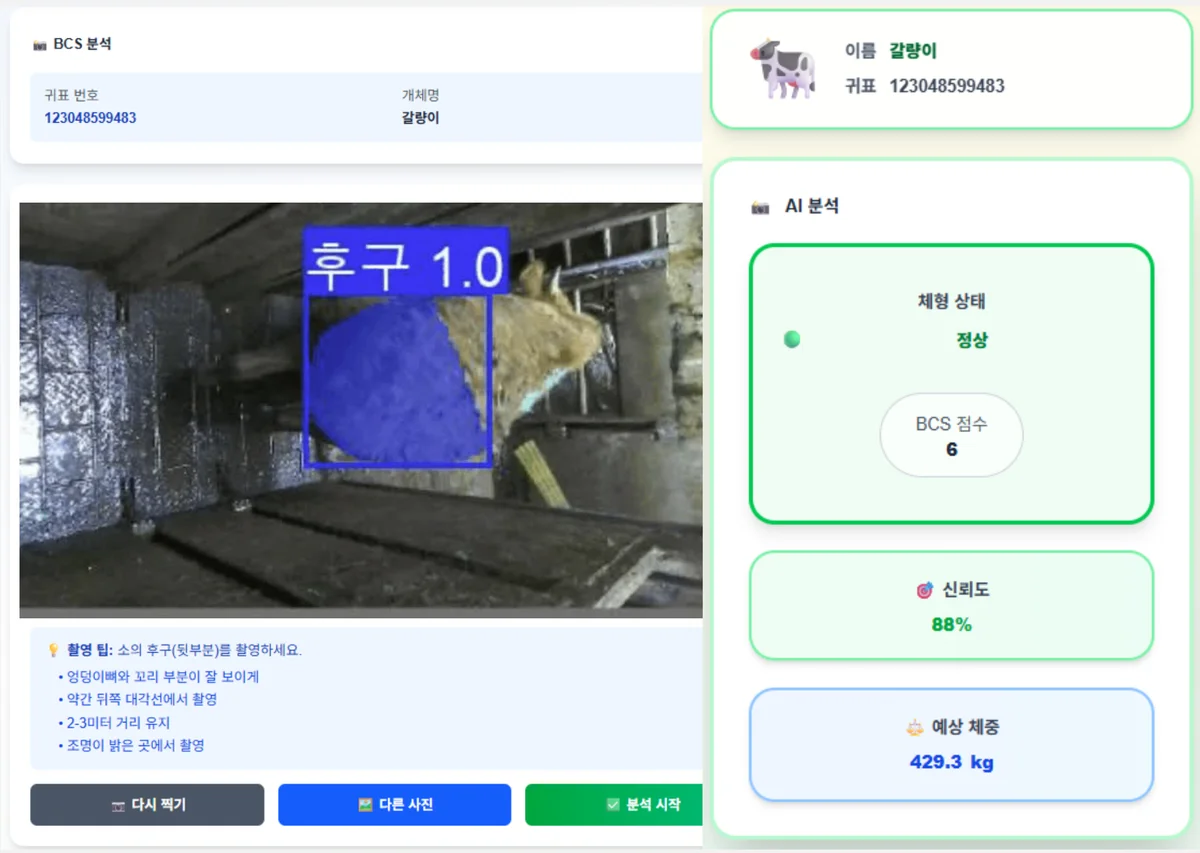 BCS 분석
귀표 번호
123048599483
개체명
갈량이
후구 1.0
촬영 팁: 소의 후구(뒷부분)를 촬영하세요.
• 엉덩이뼈와 꼬리 부분이 잘 보이게
• 약간 뒤쪽 대각선에서 촬영
• 2-3미터 거리 유지
• 조명이 밝은 곳에서 촬영
다시 찍기
다른 사진
분석 시작
이름 갈량이
귀표 123048599483
AI 분석
체형 상태
정상
BCS 점수
6
신뢰도
88%
예상 체중
429.3 kg